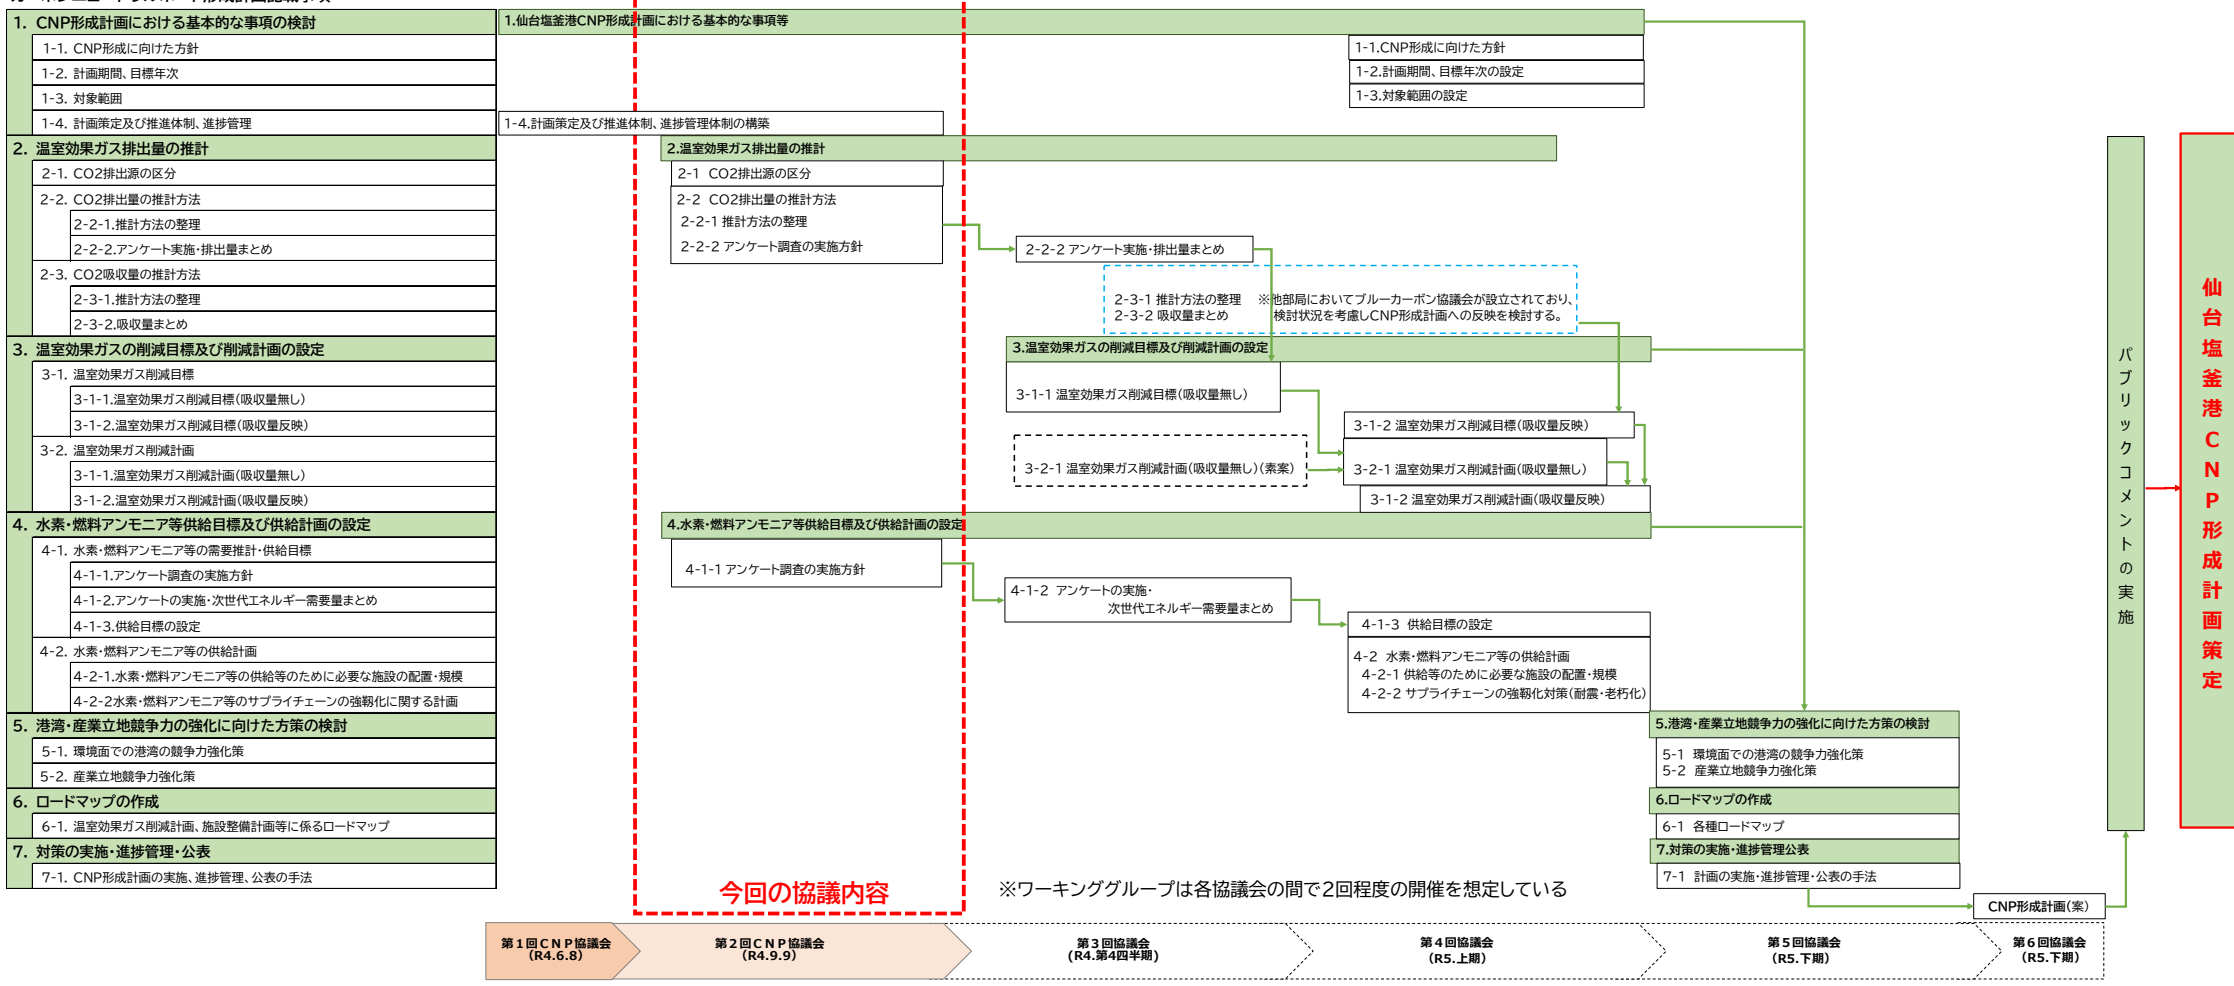 1. CNP形成計画における基本的な事項の検討
1-1. CNP形成に向けた方針
1-2. 計画期間、目標年次
1-3. 対象範囲
1-4. 計画策定及び推進体制、進捗管理
2. 温室効果ガス排出量の推計
2-1. CO2排出源の区分
2-2. CO2排出量の推計方法
2-2-1.推計方法の整理
2-2-2.アンケート実施・排出量まとめ
2-3. CO2吸収量の推計方法
2-3-1.推計方法の整理
2-3-2.吸収量まとめ
3. 温室効果ガスの削減目標及び削減計画の設定
3-1. 温室効果ガス削減目標
3-1-1.温室効果ガス削減目標(吸収量無し)
3-1-2.温室効果ガス削減目標(吸収量反映)
3-2. 温室効果ガス削減計画
3-1-1.温室効果ガス削減計画(吸収量無し)
3-1-2.温室効果ガス削減計画(吸収量反映)
4. 水素・燃料アンモニア等供給目標及び供給計画の設定
4-1. 水素・燃料アンモニア等の需要推計・供給目標
4-1-1.アンケート調査の実施方針
4-1-2.アンケートの実施・次世代エネルギー需要量まとめ
4-1-3.供給目標の設定
4-2. 水素・燃料アンモニア等の供給計画
4-2-1.水素・燃料アンモニア等の供給等のために必要な施設の配置・規模
4-2-2水素・燃料アンモニア等のサプライチェーンの強靱化に関する計画
5. 港湾・産業立地競争力の強化に向けた方策の検討
5-1. 環境面での港湾の競争力強化策
5-2. 産業立地競争力強化策
6. ロードマップの作成
6-1. 温室効果ガス削減計画、施設整備計画等に係るロードマップ
7. 対策の実施・進捗管理・公表
7-1. CNP形成計画の実施、進捗管理、公表の手法
1.仙台塩釜港CNP形成計画における基本的な事項等
1-1.CNP形成に向けた方針
1-2.計画期間、目標年次の設定
1-3.対象範囲の設定
1-4.計画策定及び推進体制、進捗管理体制の構築
2.温室効果ガス排出量の推計
2-1 CO2排出源の区分
2-2 CO2排出量の推計方法
2-2-1 推計方法の整理
2-2-2 アンケート調査の実施方針
2-2-2 アンケート実施・排出量まとめ
2-3-1 推計方法の整理 ※他部局においてブルーカーボン協議会が設立されており、
2-3-2 吸収量まとめ 検討状況を考慮しCNP形成計画への反映を検討する。
3.温室効果ガスの削減目標及び削減計画の設定
3-1-1 温室効果ガス削減目標(吸収量無し)
3-1-2 温室効果ガス削減目標(吸収量反映)
3-2-1 温室効果ガス削減計画(吸収量無し)(素案)
3-2-1 温室効果ガス削減計画(吸収量無し)
3-1-2 温室効果ガス削減計画(吸収量反映)
4.水素・燃料アンモニア等供給目標及び供給計画の設定
4-1-1 アンケート調査の実施方針
4-1-2 アンケートの実施・
次世代エネルギー需要量まとめ
4-1-3 供給目標の設定
4-2 水素・燃料アンモニア等の供給計画
4-2-1 供給等のために必要な施設の配置・規模
4-2-2 サプライチェーンの強靱化対策(耐震・老朽化)
5.港湾・産業立地競争力の強化に向けた方策の検討
5-1 環境面での港湾の競争力強化策
5-2 産業立地競争力強化策
6.ロードマップの作成
6-1 各種ロードマップ
7.対策の実施・進捗管理公表
7-1 計画の実施・進捗管理・公表の手法
CNP形成計画(案)
パブリックコメントの実施
仙台塩釜港CNP形成計画策定
今回の協議内容
※ワーキンググループは各協議会の間で2回程度の開催を想定している
第1回CNP協議会
(R4.6.8)
第2回CNP協議会
(R4.9.9)
第3回協議会
(R4.第4四半期)
第4回協議会
(R5.上期)
第5回協議会
(R5.下期)
第6回協議会
(R5.下期)